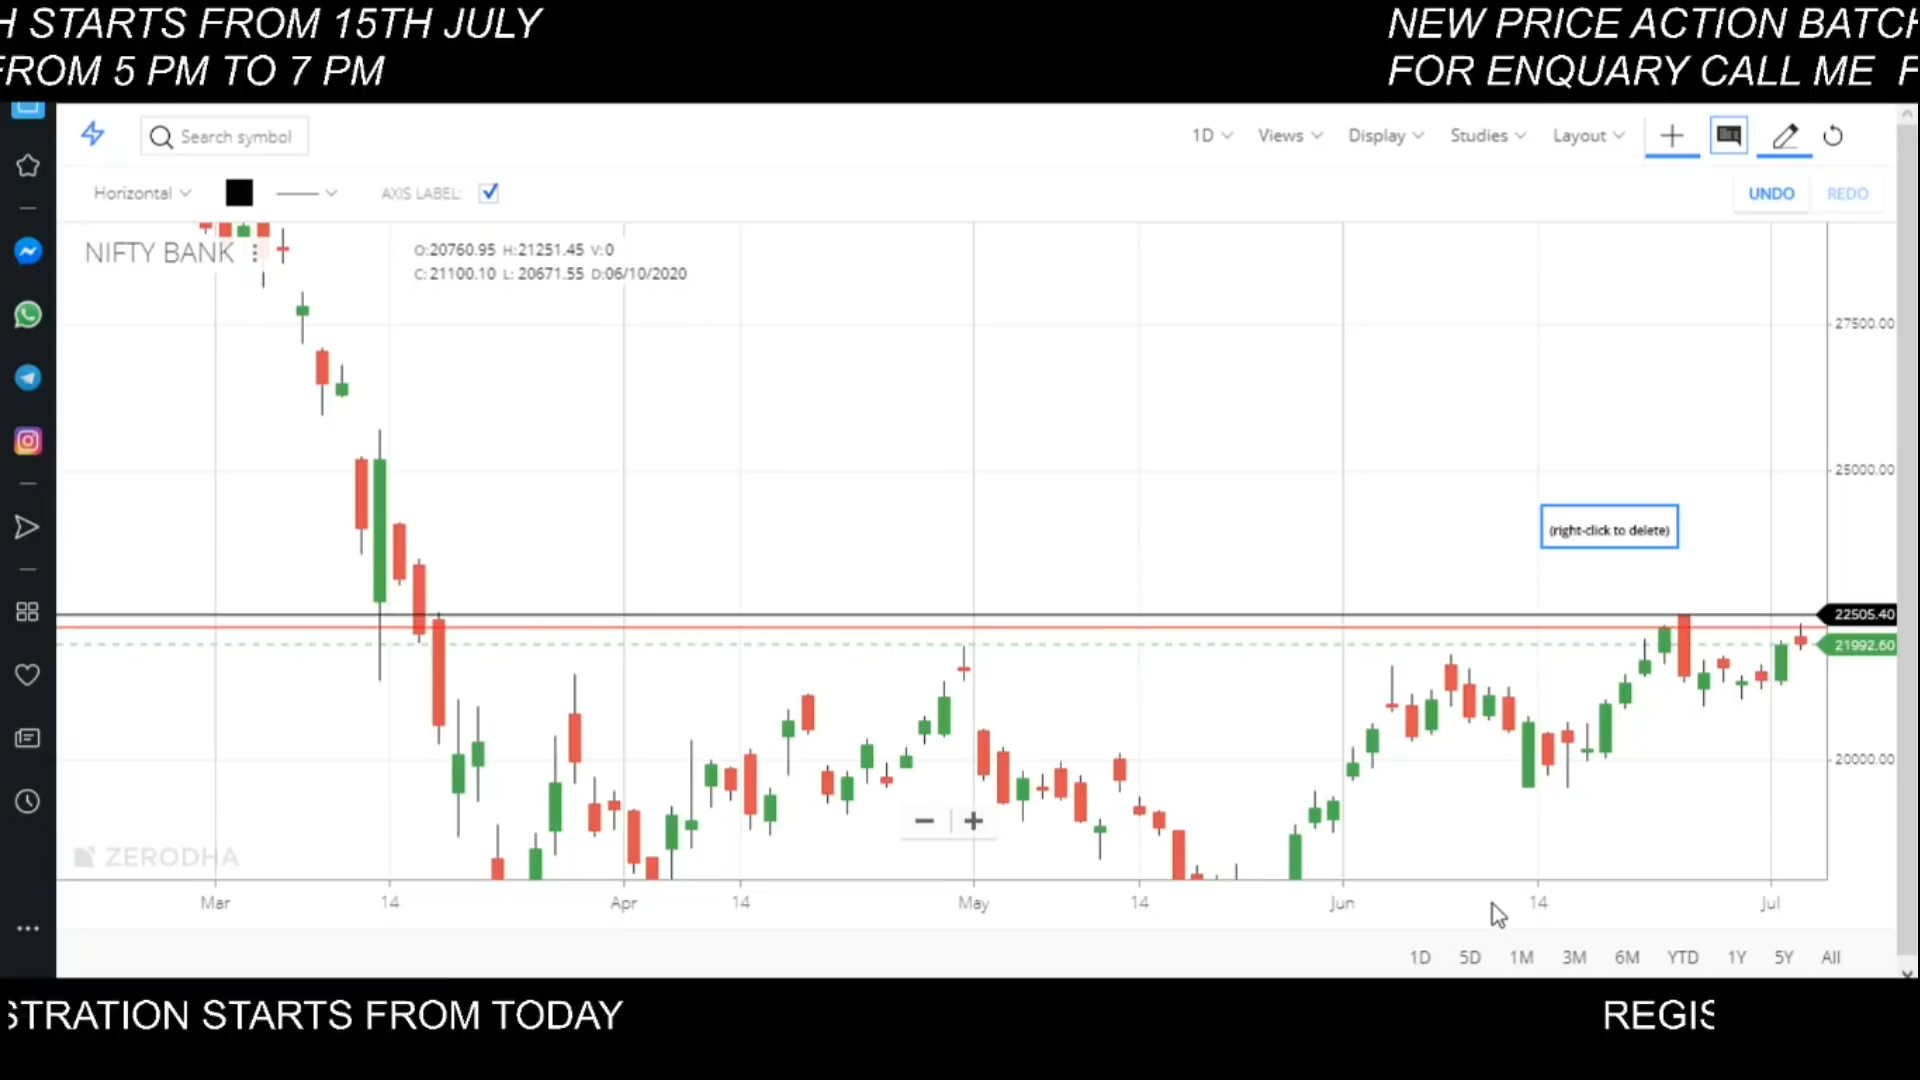 H STARTS FROM 15TH JULY
NEW PRICE ACTION BATCH
FROM 5 PM TO 7 PM
FOR ENQUARY CALL ME F
Search symbol
1D
Views
Display
Studies
Layout
Horizontal
AXIS LABEL:
UNDO
REDO
NIFTY BANK
O:20760.95 H:21251.45 V:0
C:21100.10 L: 20671.55 D:06/10/2020
27500.00
25000.00
(right-click to delete)
22505.40
21992.60
20000.00
ZERODHA
Mar
14
Apr
14
May
14
Jun
14
Jul
1D
5D
1M
3M
6M
YTD
1Y
5Y
All
STRATION STARTS FROM TODAY
REGIS